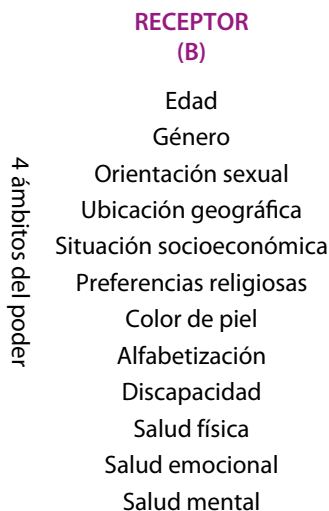 RECEPTOR
(B)
Edad
Género
Orientación sexual
Ubicación geográfica
Situación socioeconómica
Preferencias religiosas
Color de piel
Alfabetización
Discapacidad
Salud física
Salud emocional
Salud mental
4 ámbitos del poder